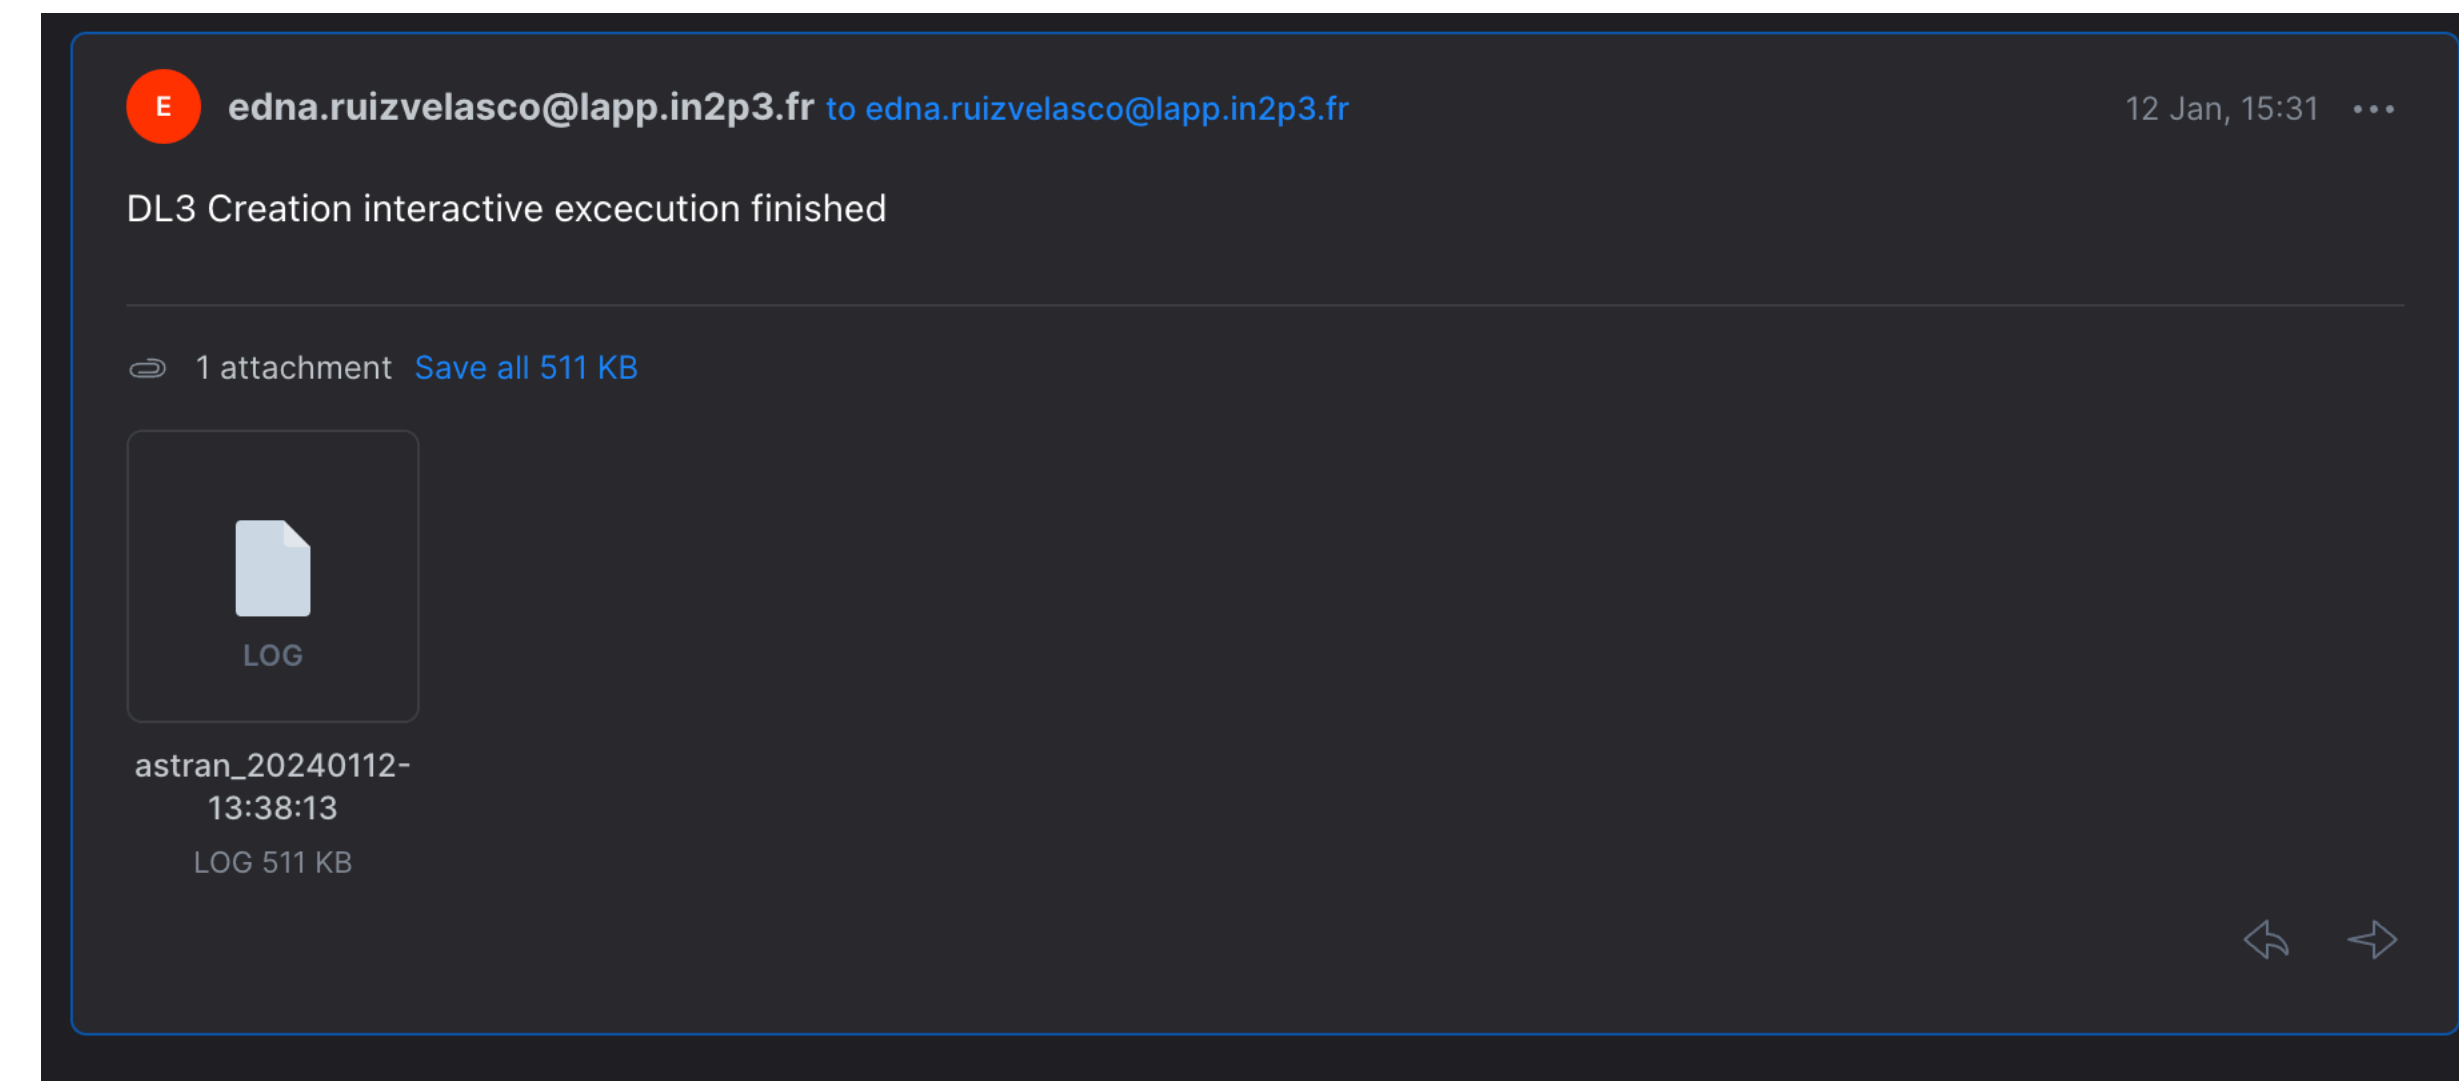 E
edna.ruizvelasco@lapp.in2p3.fr to edna.ruizvelasco@lapp.in2p3.fr 12 Jan, 15:31
DL3 Creation interactive excecution finished
1 attachment Save all 511 KB
LOG
astran_20240112-
13:38:13
LOG 511 KB